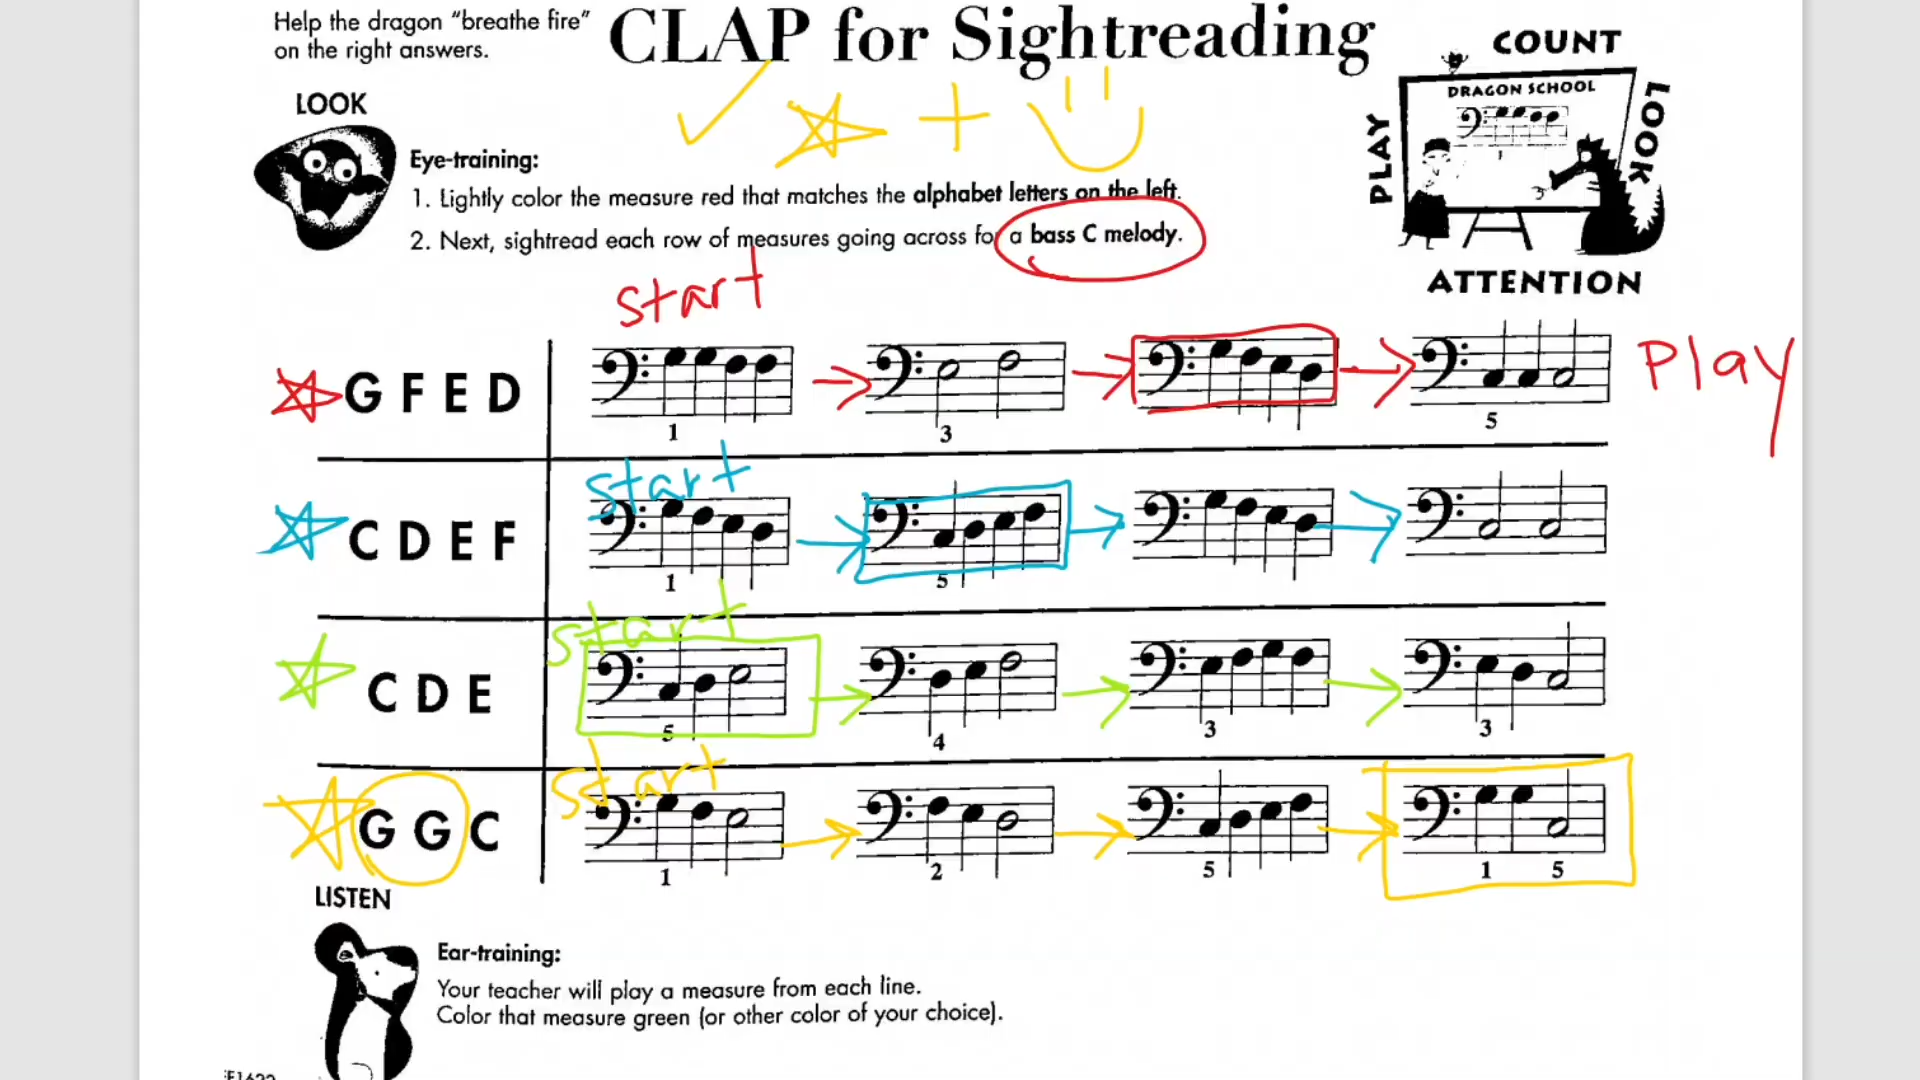 Help the dragon “breathe fire”
on the right answers.
CLAP for Sightreading
COUNT
LOOK
PLAY
DRAGON SCHOOL
LOOK
ATTENTION
Eye-training:
1. Lightly color the measure red that matches the alphabet letters on the left.
2. Next, sightread each row of measures going across for a bass C melody.
start
G F E D
1
3
5
Play
start
C D E F
1
5
start
C D E
5
4
3
3
start
G G C
1
2
5
1 5
LISTEN
Ear-training:
Your teacher will play a measure from each line.
Color that measure green (or other color of your choice).